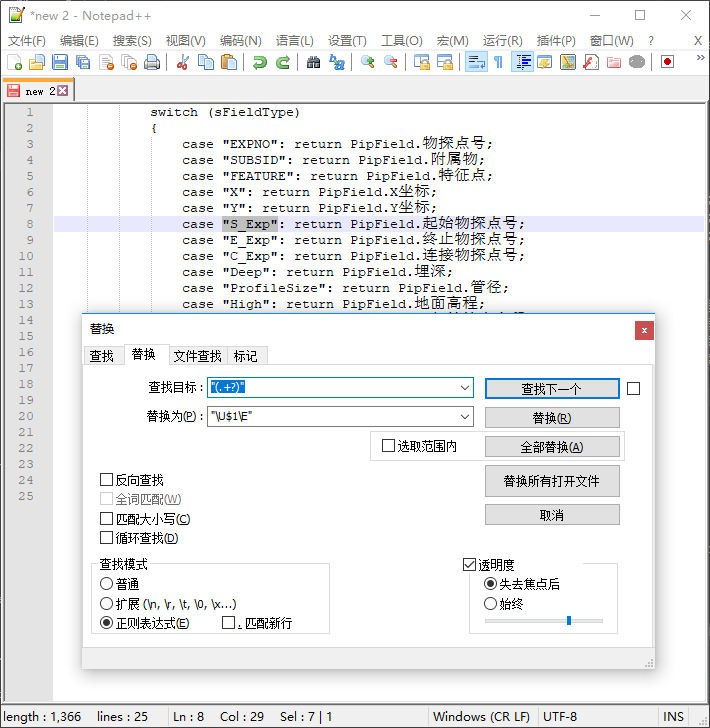 *new 2 - Notepad++
文件(F) 编辑(E) 搜索(S) 视图(V) 编码(N) 语言(L) 设置(T) 工具(O) 宏(M) 运行(R) 插件(P) 窗口(W) ? X
new 2
1 switch (sFieldType)
2 {
3 case "EXPNO": return PipField.物探点号;
4 case "SUBSID": return PipField.附属物;
5 case "FEATURE": return PipField.特征点;
6 case "X": return PipField.X坐标;
7 case "Y": return PipField.Y坐标;
8 case "S_Exp": return PipField.起始物探点号;
9 case "E_Exp": return PipField.终止物探点号;
10 case "C_Exp": return PipField.连接物探点号;
11 case "Deep": return PipField.埋深;
12 case "ProfileSize": return PipField.管径;
13 case "High": return PipField.地面高程;
14
15
16
17
18
19
20
21
22
23
24
25
替换
查找 替换 文件查找 标记
查找目标 : "(.+?)" 查找下一个
替换为(P) : "\U$1\E" 替换(R)
选取范围内 全部替换(A)
替换所有打开文件
取消
反向查找
全词匹配(W)
匹配大小写(C)
循环查找(D)
查找模式
普通
扩展 (\n, \r, \t, \0, \x...)
正则表达式(E) . 匹配新行
透明度
失去焦点后
始终
length : 1,366 lines : 25 Ln : 8 Col : 29 Sel : 7 | 1 Windows (CR LF) UTF-8 INS